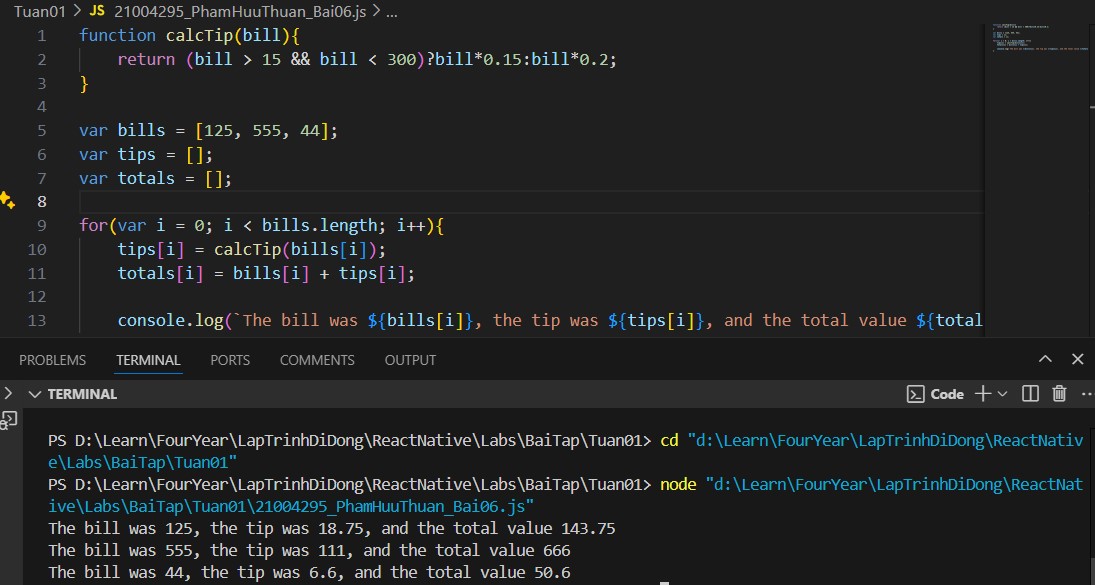 Tuan01 > JS 21004295_PhamHuuThuan_Bai06.js > ...
1 function calcTip(bill){
2     return (bill > 15 && bill < 300)?bill*0.15:bill*0.2;
3 }
4
5 var bills = [125, 555, 44];
6 var tips = [];
7 var totals = [];
8
9 for(var i = 0; i < bills.length; i++){
10     tips[i] = calcTip(bills[i]);
11     totals[i] = bills[i] + tips[i];
12
13     console.log(`The bill was ${bills[i]}, the tip was ${tips[i]}, and the total value ${total
PROBLEMS TERMINAL PORTS COMMENTS OUTPUT
TERMINAL Code
PS D:\Learn\FourYear\LapTrinhDiDong\ReactNative\Labs\BaiTap\Tuan01> cd "d:\Learn\FourYear\LapTrinhDiDong\ReactNativ
e\Labs\BaiTap\Tuan01"
PS D:\Learn\FourYear\LapTrinhDiDong\ReactNative\Labs\BaiTap\Tuan01> node "d:\Learn\FourYear\LapTrinhDiDong\ReactNat
ive\Labs\BaiTap\Tuan01\21004295_PhamHuuThuan_Bai06.js"
The bill was 125, the tip was 18.75, and the total value 143.75
The bill was 555, the tip was 111, and the total value 666
The bill was 44, the tip was 6.6, and the total value 50.6